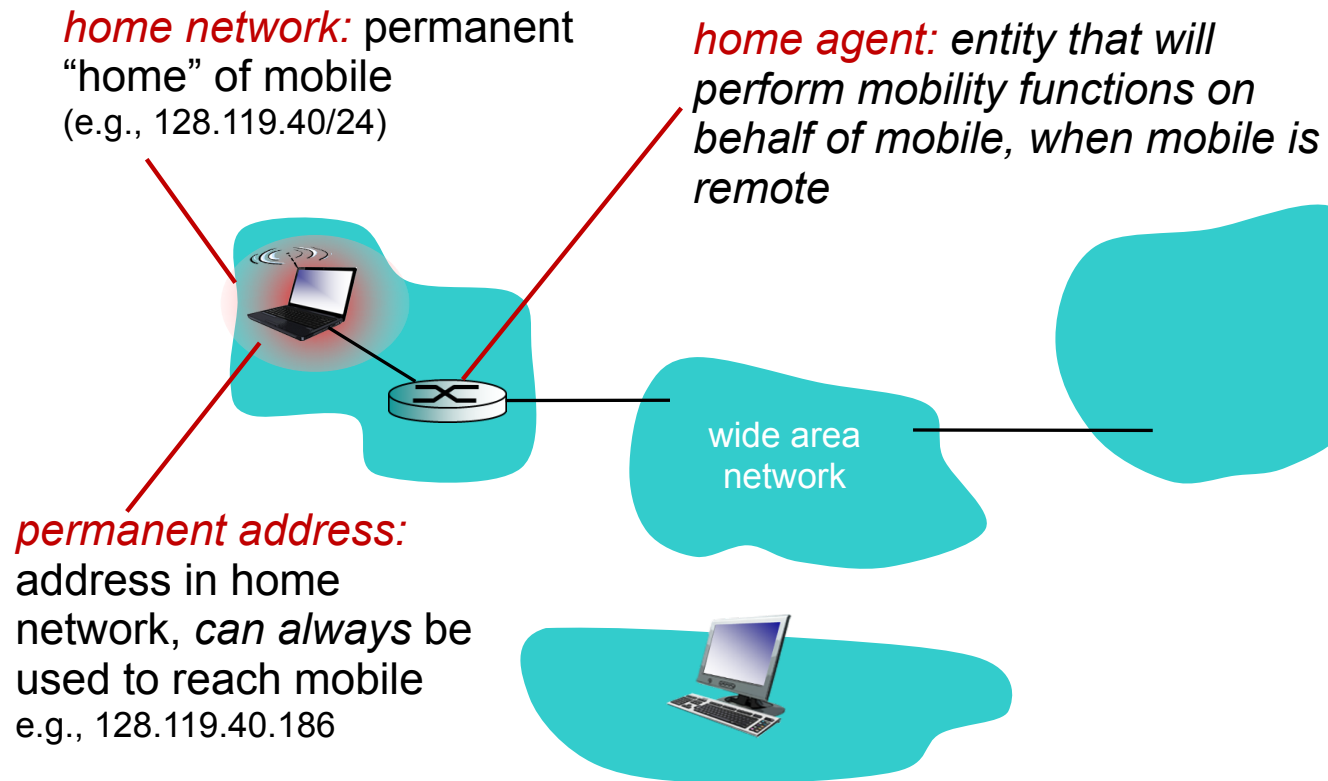 home network: permanent
“home” of mobile
(e.g., 128.119.40/24)
home agent: entity that will
perform mobility functions on
behalf of mobile, when mobile is
remote
wide area
network
permanent address:
address in home
network, can always be
used to reach mobile
e.g., 128.119.40.186